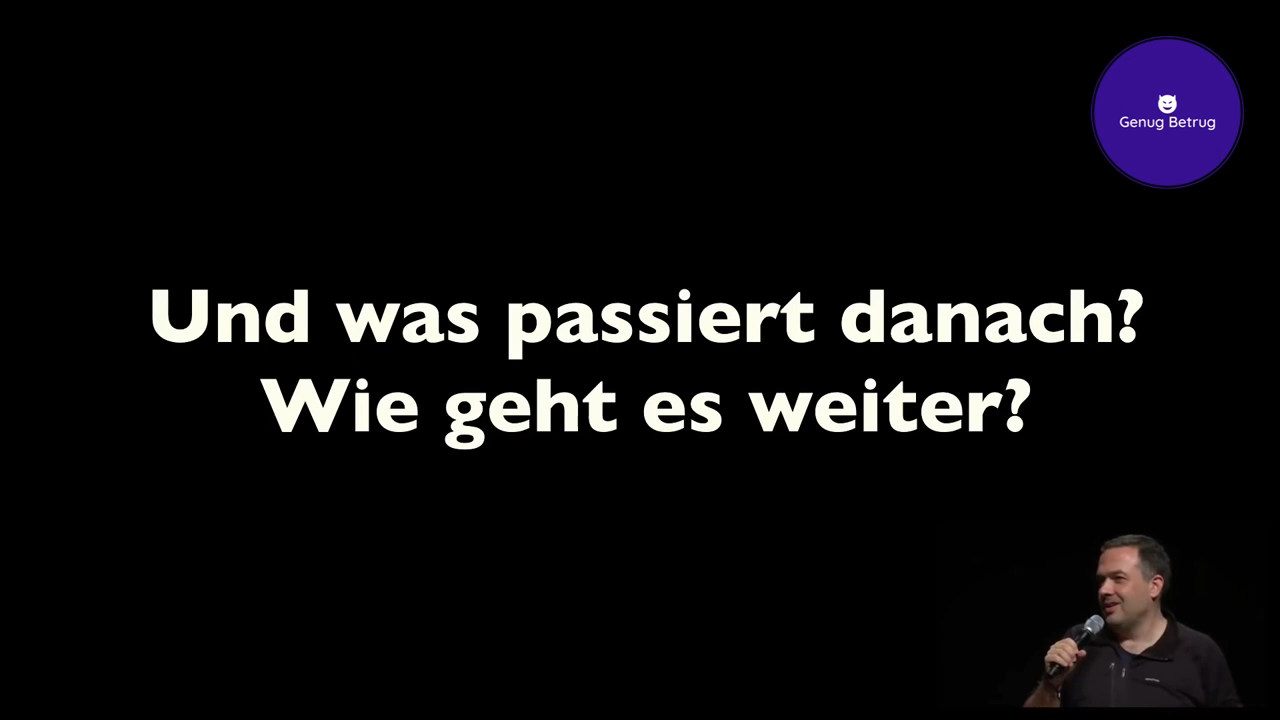 Genug Betrug
Und was passiert danach?
Wie geht es weiter?